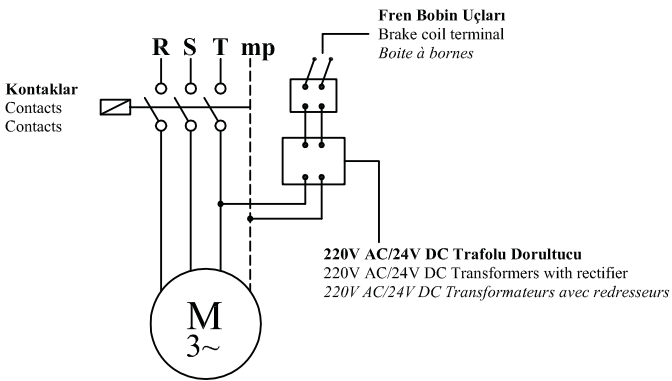 Fren Bobin Uçları
Brake coil terminal
Boite à bornes
R S T mp
Kontaklar
Contacts
Contacts
220V AC/24V DC Trafolu Dorultucu
220V AC/24V DC Transformers with rectifier
220V AC/24V DC Transformateurs avec redresseurs
M
3~